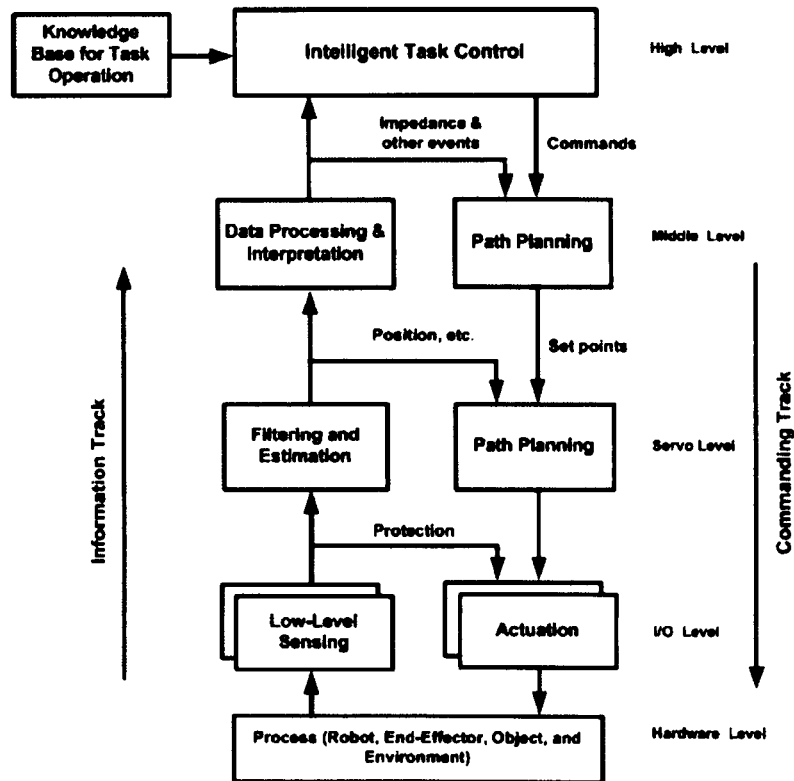 Knowledge
Base for Task
Operation
Intelligent Task Control
High Level
Impedance &
other events
Commands
Data Processing &
Interpretation
Path Planning
Middle Level
Position, etc.
Set points
Information Track
Filtering and
Estimation
Path Planning
Servo Level
Commanding Track
Protection
Low-Level
Sensing
Actuation
I/O Level
Process (Robot, End-Effector, Object, and
Environment)
Hardware Level